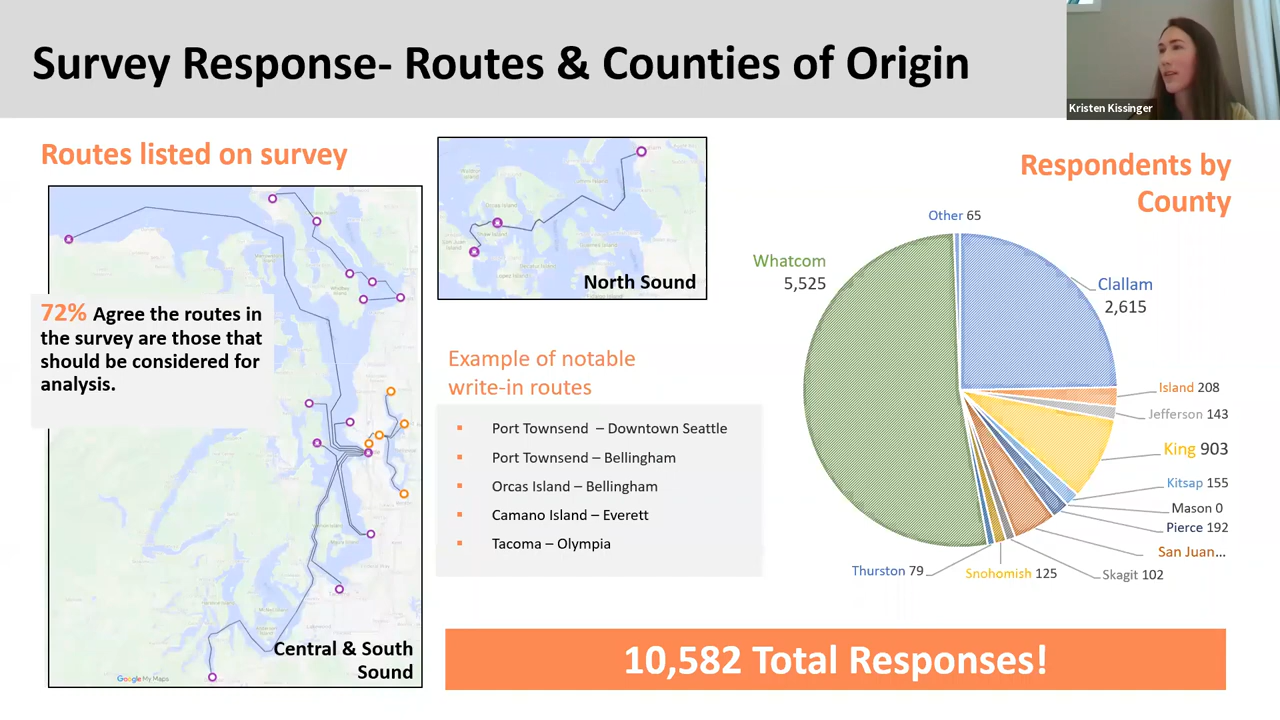 Survey Response- Routes & Counties of Origin
Kristen Kissinger
Routes listed on survey
72% Agree the routes in
the survey are those that
should be considered for
analysis.
Central & South
Sound
Google My Maps
North Sound
Example of notable
write-in routes
Port Townsend – Downtown Seattle
Port Townsend – Bellingham
Orcas Island – Bellingham
Camano Island – Everett
Tacoma – Olympia
Respondents by
County
Other 65
Whatcom
5,525
Clallam
2,615
Island 208
Jefferson 143
King 903
Kitsap 155
Mason 0
Pierce 192
San Juan...
Skagit 102
Snohomish 125
Thurston 79
10,582 Total Responses!